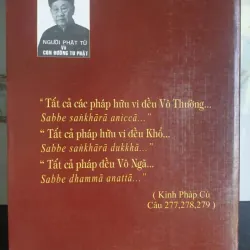 NGƯỜI PHẬT TỬ
VÀ
CON ĐƯỜNG TU PHẬT
“ Tất cả các pháp hữu vi đều Vô Thường...
Sabbe saṅkhārā aniccā...”
“ Tất cả pháp hữu vi đều Khổ...
Sabbe saṅkhārā dukkhā...”
“ Tất cả pháp đều Vô Ngã...
Sabbe dhammā anattā...”
( Kinh Pháp Cú
Câu 277,278,279 )